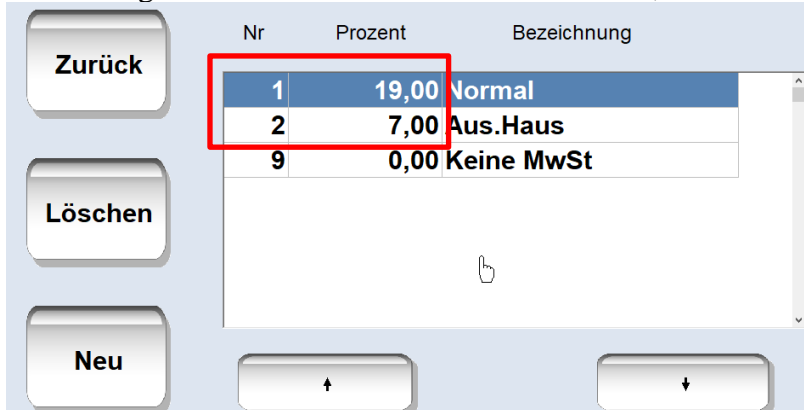 Nr Prozent Bezeichnung
Zurück
1 19,00 Normal
2 7,00 Aus.Haus
9 0,00 Keine MwSt
Löschen
Neu